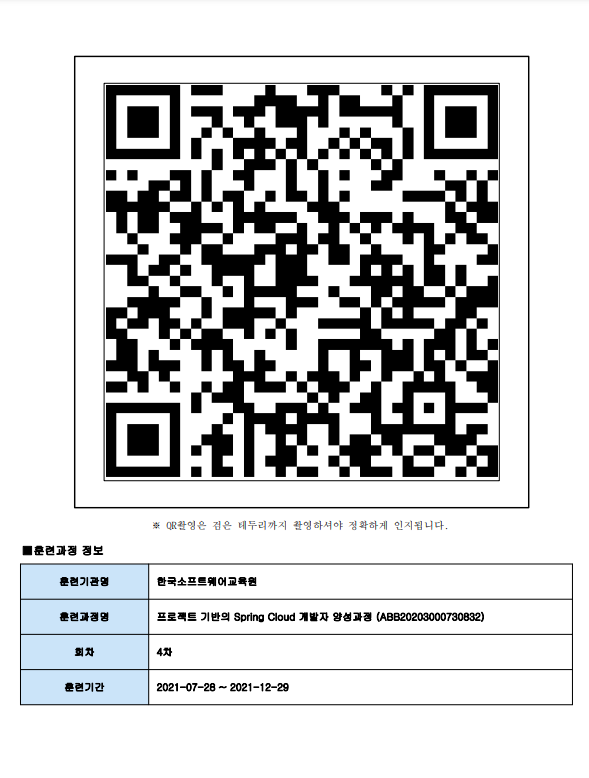 ※ QR촬영은 검은 테두리까지 촬영하셔야 정확하게 인지됩니다.
■훈련과정 정보
훈련기관명 한국소프트웨어교육원
훈련과정명 프로젝트 기반의 Spring Cloud 개발자 양성과정 (ABB20203000730832)
회차 4차
훈련기간 2021-07-28 ~ 2021-12-29